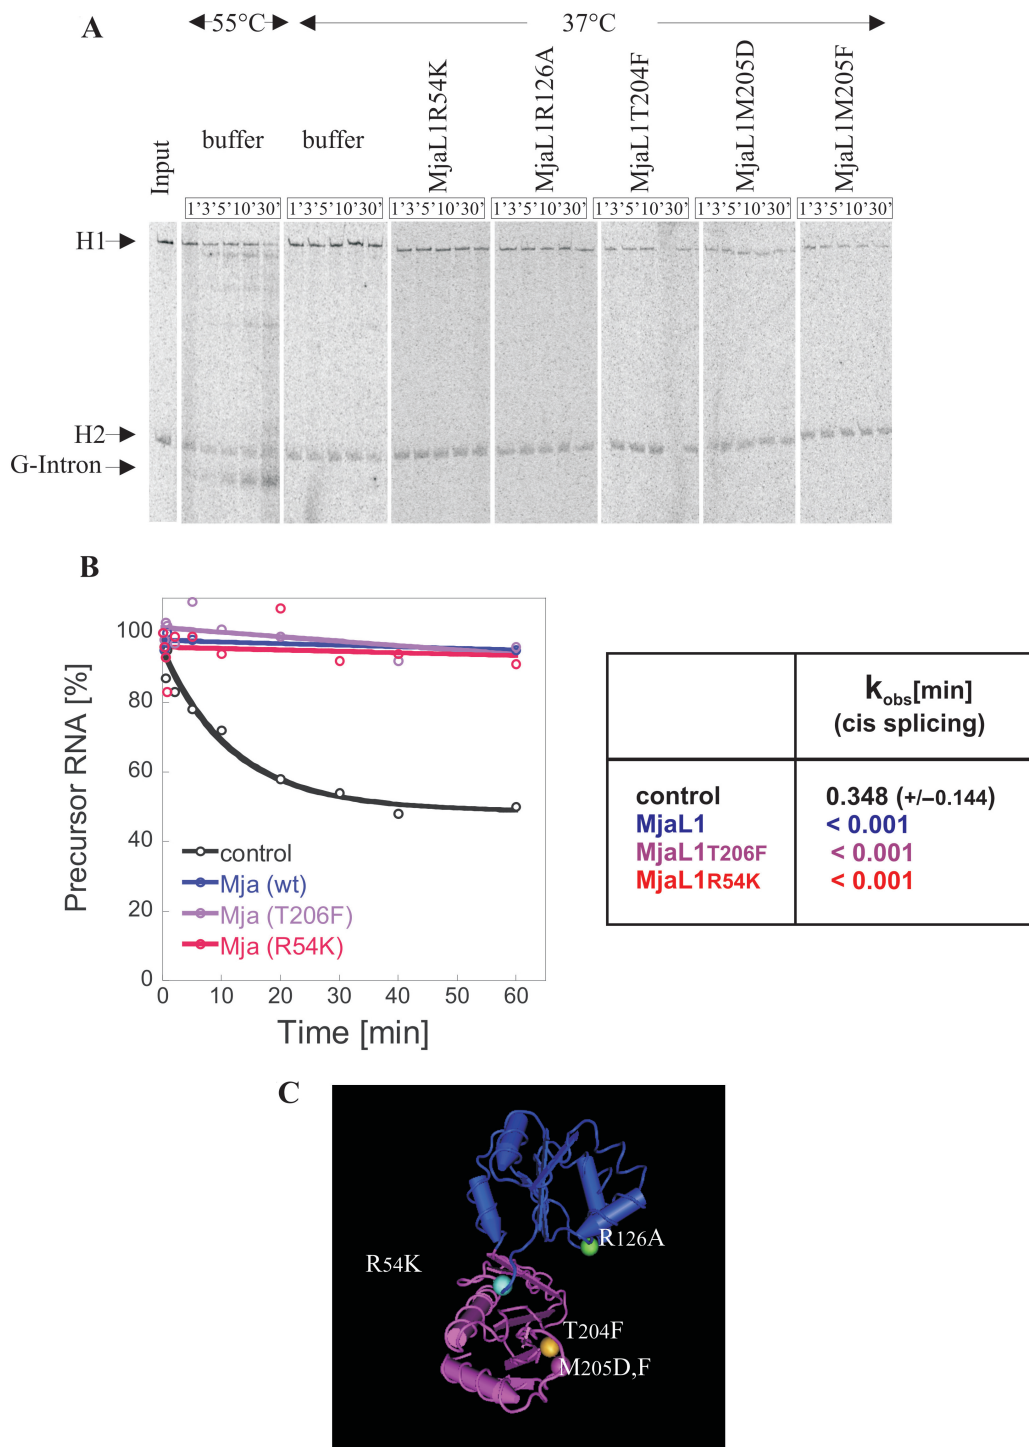 A
55°C
37°C
Input
buffer
buffer
MjaL1R54K
MjaL1R126A
MjaL1T204F
MjaL1M205D
MjaL1M205F
1'3'5'10'30'
1'3'5'10'30'
1'3'5'10'30'
1'3'5'10'30'
1'3'5'10'30'
1'3'5'10'30'
1'3'5'10'30'
H1
H2
G-Intron
B
Precursor RNA [%]
100
80
60
40
20
0
0 10 20 30 40 50 60
Time [min]
control
Mja (wt)
Mja (T206F)
Mja (R54K)
kobs[min]
(cis splicing)
control 0.348 (+/−0.144)
MjaL1 < 0.001
MjaL1T206F < 0.001
MjaL1R54K < 0.001
C
R126A
R54K
T204F
M205D,F